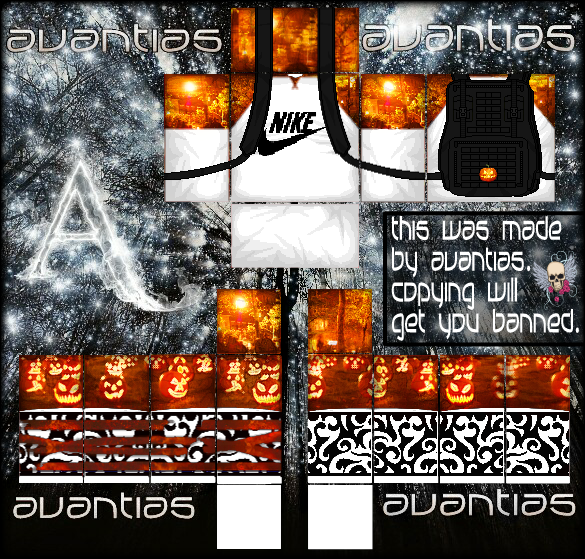 avantias
avantias
NIKE
A
this was made
by avantias.
copying will
get you banned.
avantias
avantias